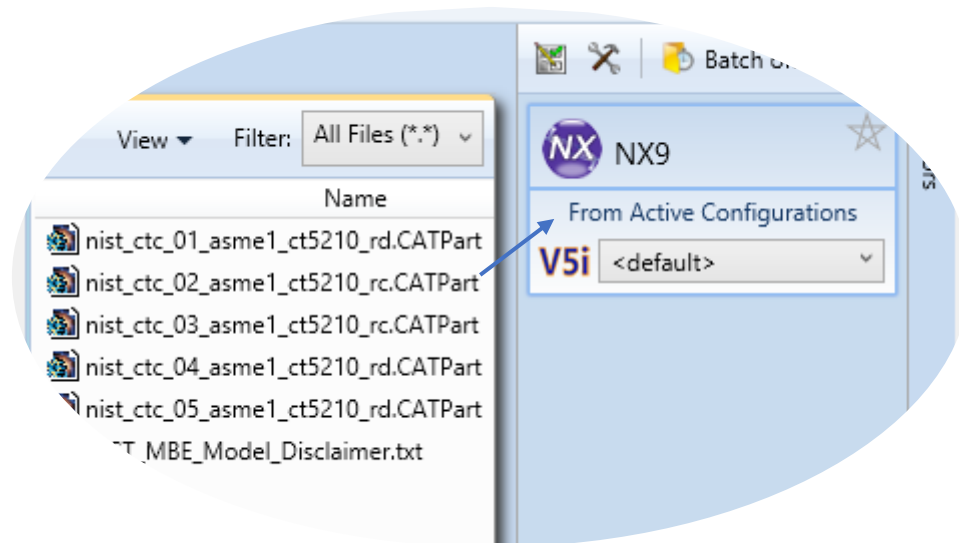 View
Filter:
All Files (*.*)
Name
nist_ctc_01_asme1_ct5210_rd.CATPart
nist_ctc_02_asme1_ct5210_rc.CATPart
nist_ctc_03_asme1_ct5210_rc.CATPart
nist_ctc_04_asme1_ct5210_rd.CATPart
nist_ctc_05_asme1_ct5210_rd.CATPart
_MBE_Model_Disclaimer.txt
Batch
NX NX9
From Active Configurations
V5i <default>